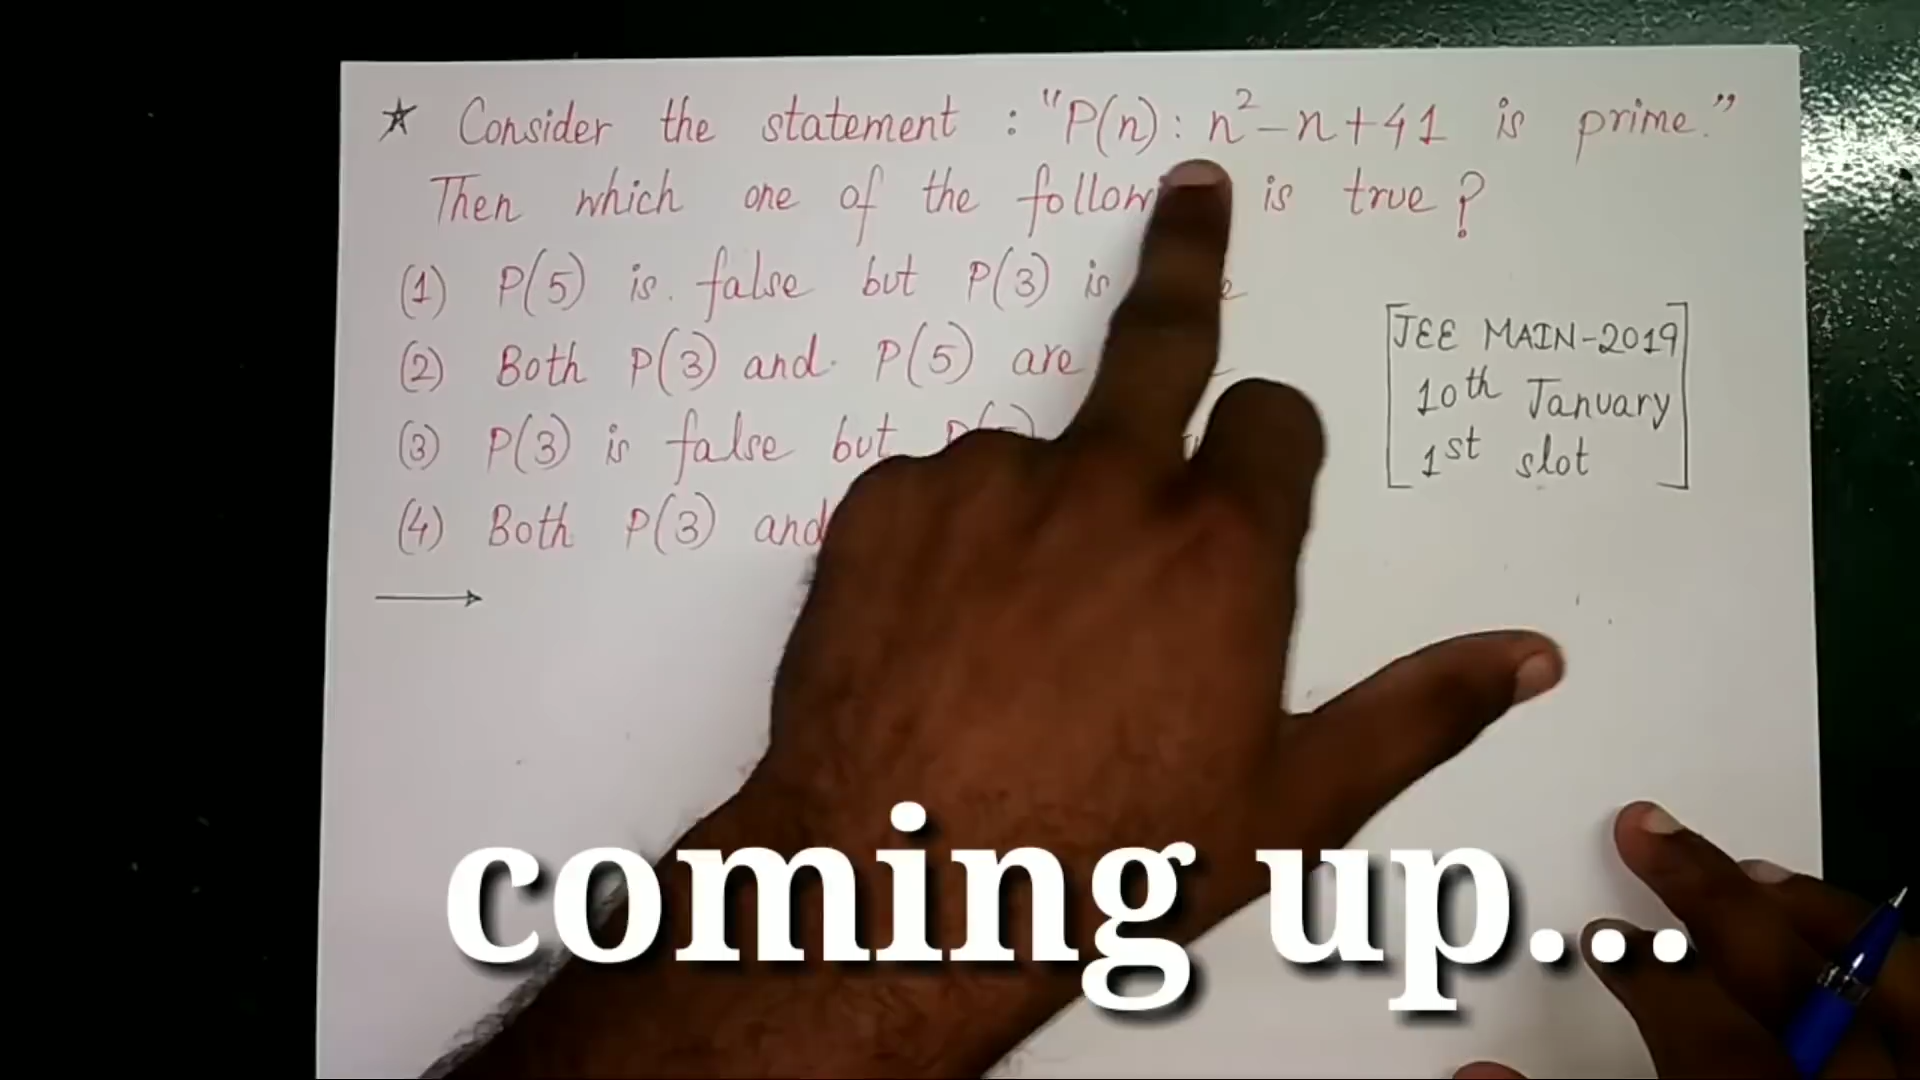 ☆ Consider the statement : "P(n): n²-n+41 is prime."
Then which one of the is true?
(1) P(5) is false but P(3) is
(2) Both P(3) and P(5) are
(3) P(3) is false but
(4) Both P(3) and
[JEE MAIN-2019
10th January
1st slot]
coming up...